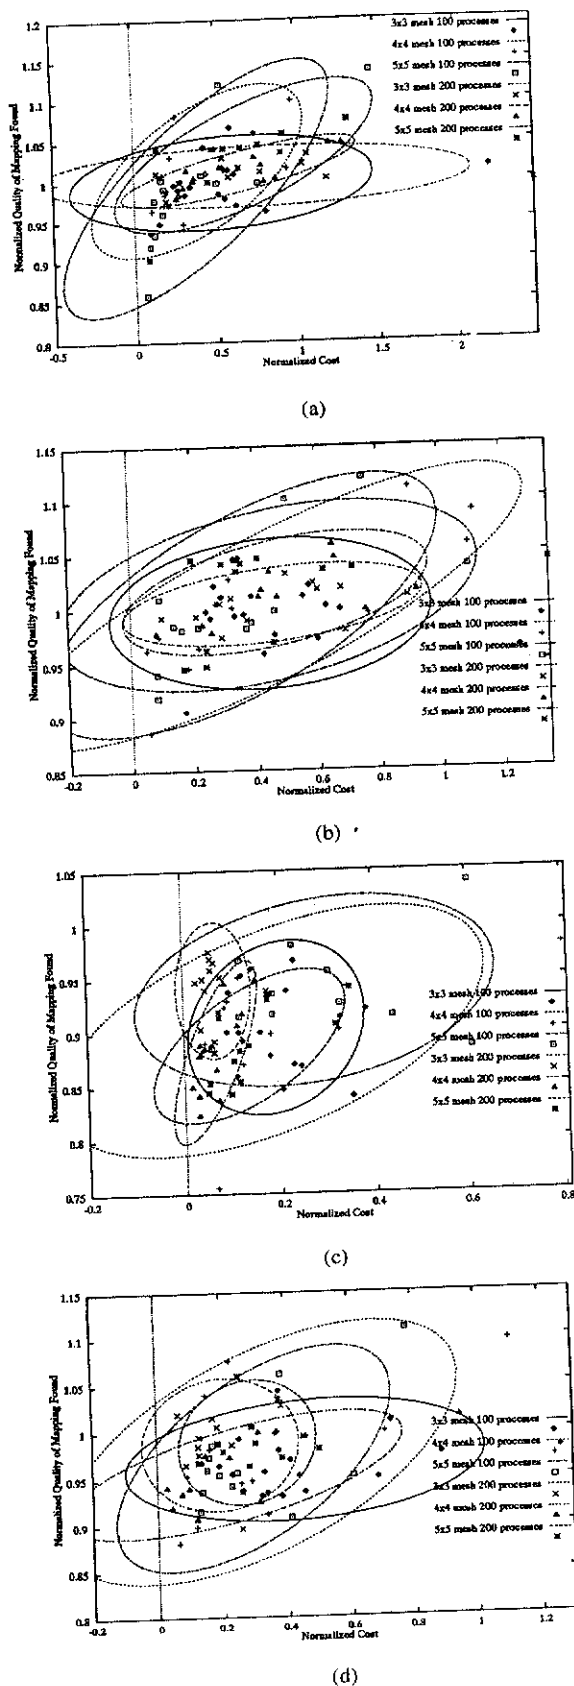 1.2
1.15
1.1
1.05
1
0.95
0.9
0.85
0.8
Normalized Quality of Mapping Found
3x3 mesh 100 processes
4x4 mesh 100 processes
5x5 mesh 100 processes
3x3 mesh 200 processes
4x4 mesh 200 processes
5x5 mesh 200 processes
-0.5 0 0.5 1 1.5 2
Normalized Cost
(a)
1.15
1.1
1.05
1
0.95
0.9
0.85
Normalized Quality of Mapping Found
3x3 mesh 100 processes
4x4 mesh 100 processes
5x5 mesh 100 processes
3x3 mesh 200 processes
4x4 mesh 200 processes
5x5 mesh 200 processes
-0.2 0 0.2 0.4 0.6 0.8 1 1.2
Normalized Cost
(b)
1.05
1
0.95
0.9
0.85
0.8
0.75
Normalized Quality of Mapping Found
3x3 mesh 100 processes
4x4 mesh 100 processes
5x5 mesh 100 processes
3x3 mesh 200 processes
4x4 mesh 200 processes
5x5 mesh 200 processes
-0.2 0 0.2 0.4 0.6 0.8
Normalized Cost
(c)
1.15
1.1
1.05
1
0.95
0.9
0.85
0.8
Normalized Quality of Mapping Found
3x3 mesh 100 processes
4x4 mesh 100 processes
5x5 mesh 100 processes
3x3 mesh 200 processes
4x4 mesh 200 processes
5x5 mesh 200 processes
-0.2 0 0.2 0.4 0.6 0.8 1 1.2
Normalized Cost
(d)